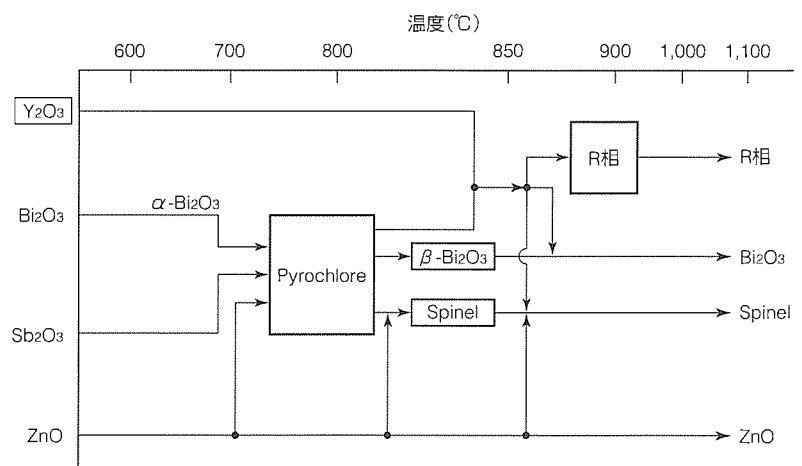 温度(℃)
600 700 800 850 900 1,000 1,100
Y₂O₃
R相 R相
α-Bi₂O₃
Bi₂O₃
Pyrochlore
β-Bi₂O₃ Bi₂O₃
Spinel Spinel
Sb₂O₃
ZnO ZnO